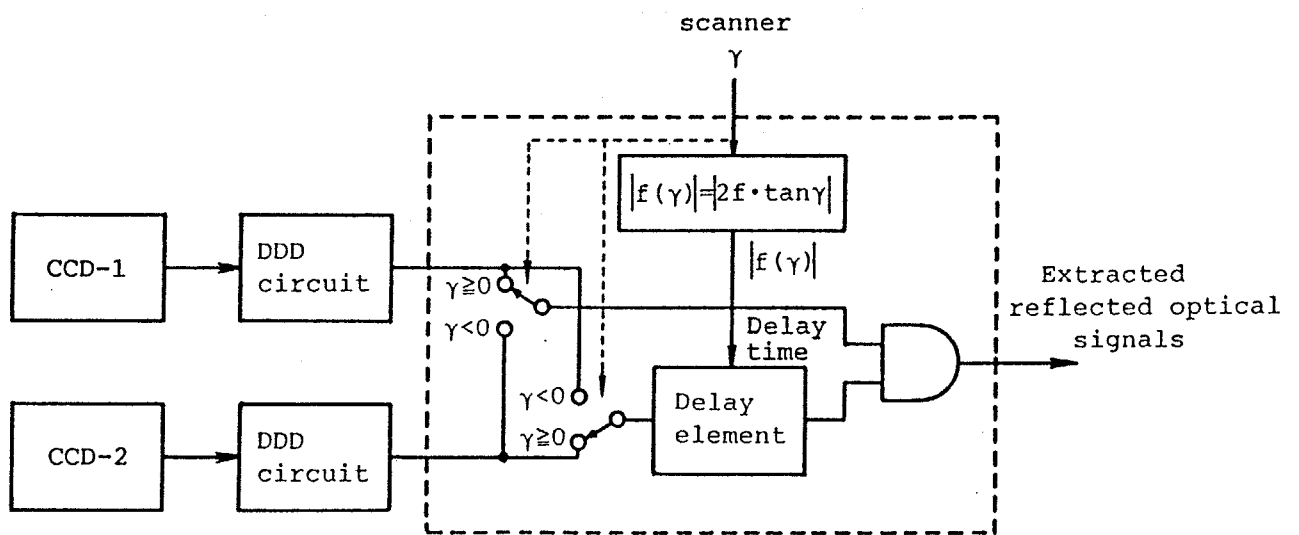 scanner
γ
|f(γ)|=|2f·tanγ|
CCD-1
DDD
circuit
|f(γ)|
γ≧0
γ<0
Delay
time
Extracted
reflected optical
signals
γ<0
γ≧0
Delay
element
CCD-2
DDD
circuit